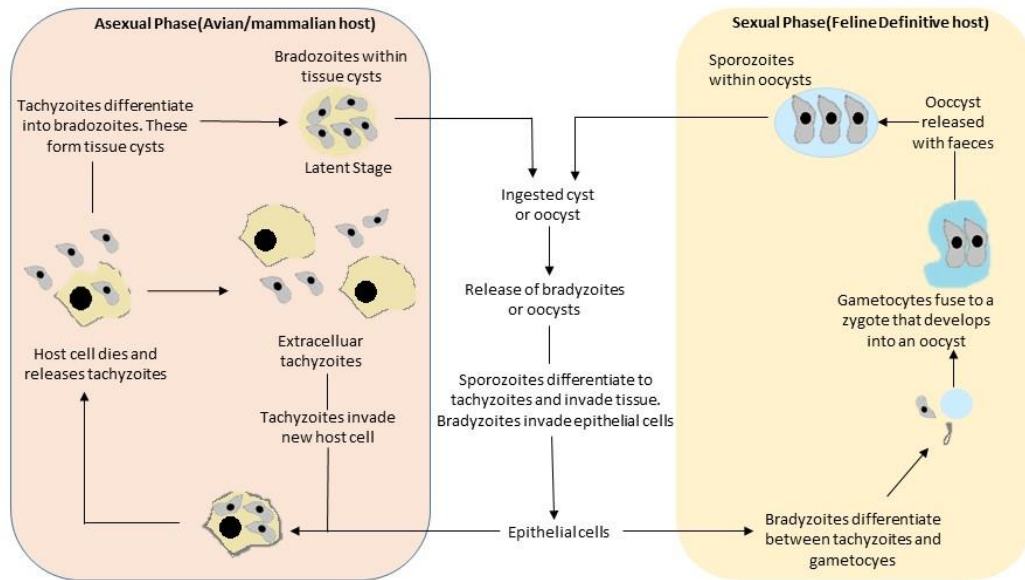 Asexual Phase(Avian/mammalian host)
Bradozoites within
tissue cysts
Tachyzoites differentiate
into bradozoites. These
form tissue cysts
Latent Stage
Host cell dies and
releases tachyzoites
Extracelluar
tachyzoites
Tachyzoites invade
new host cell
Ingested cyst
or oocyst
Release of bradyzoites
or oocysts
Sporozoites differentiate to
tachyzoites and invade tissue.
Bradyzoites invade epithelial cells
Epithelial cells
Sexual Phase(Feline Definitive host)
Sporozoites
within oocysts
Ooccyst
released
with faeces
Gametocytes fuse to a
zygote that develops
into an oocyst
Bradyzoites differentiate
between tachyzoites and
gametocyes